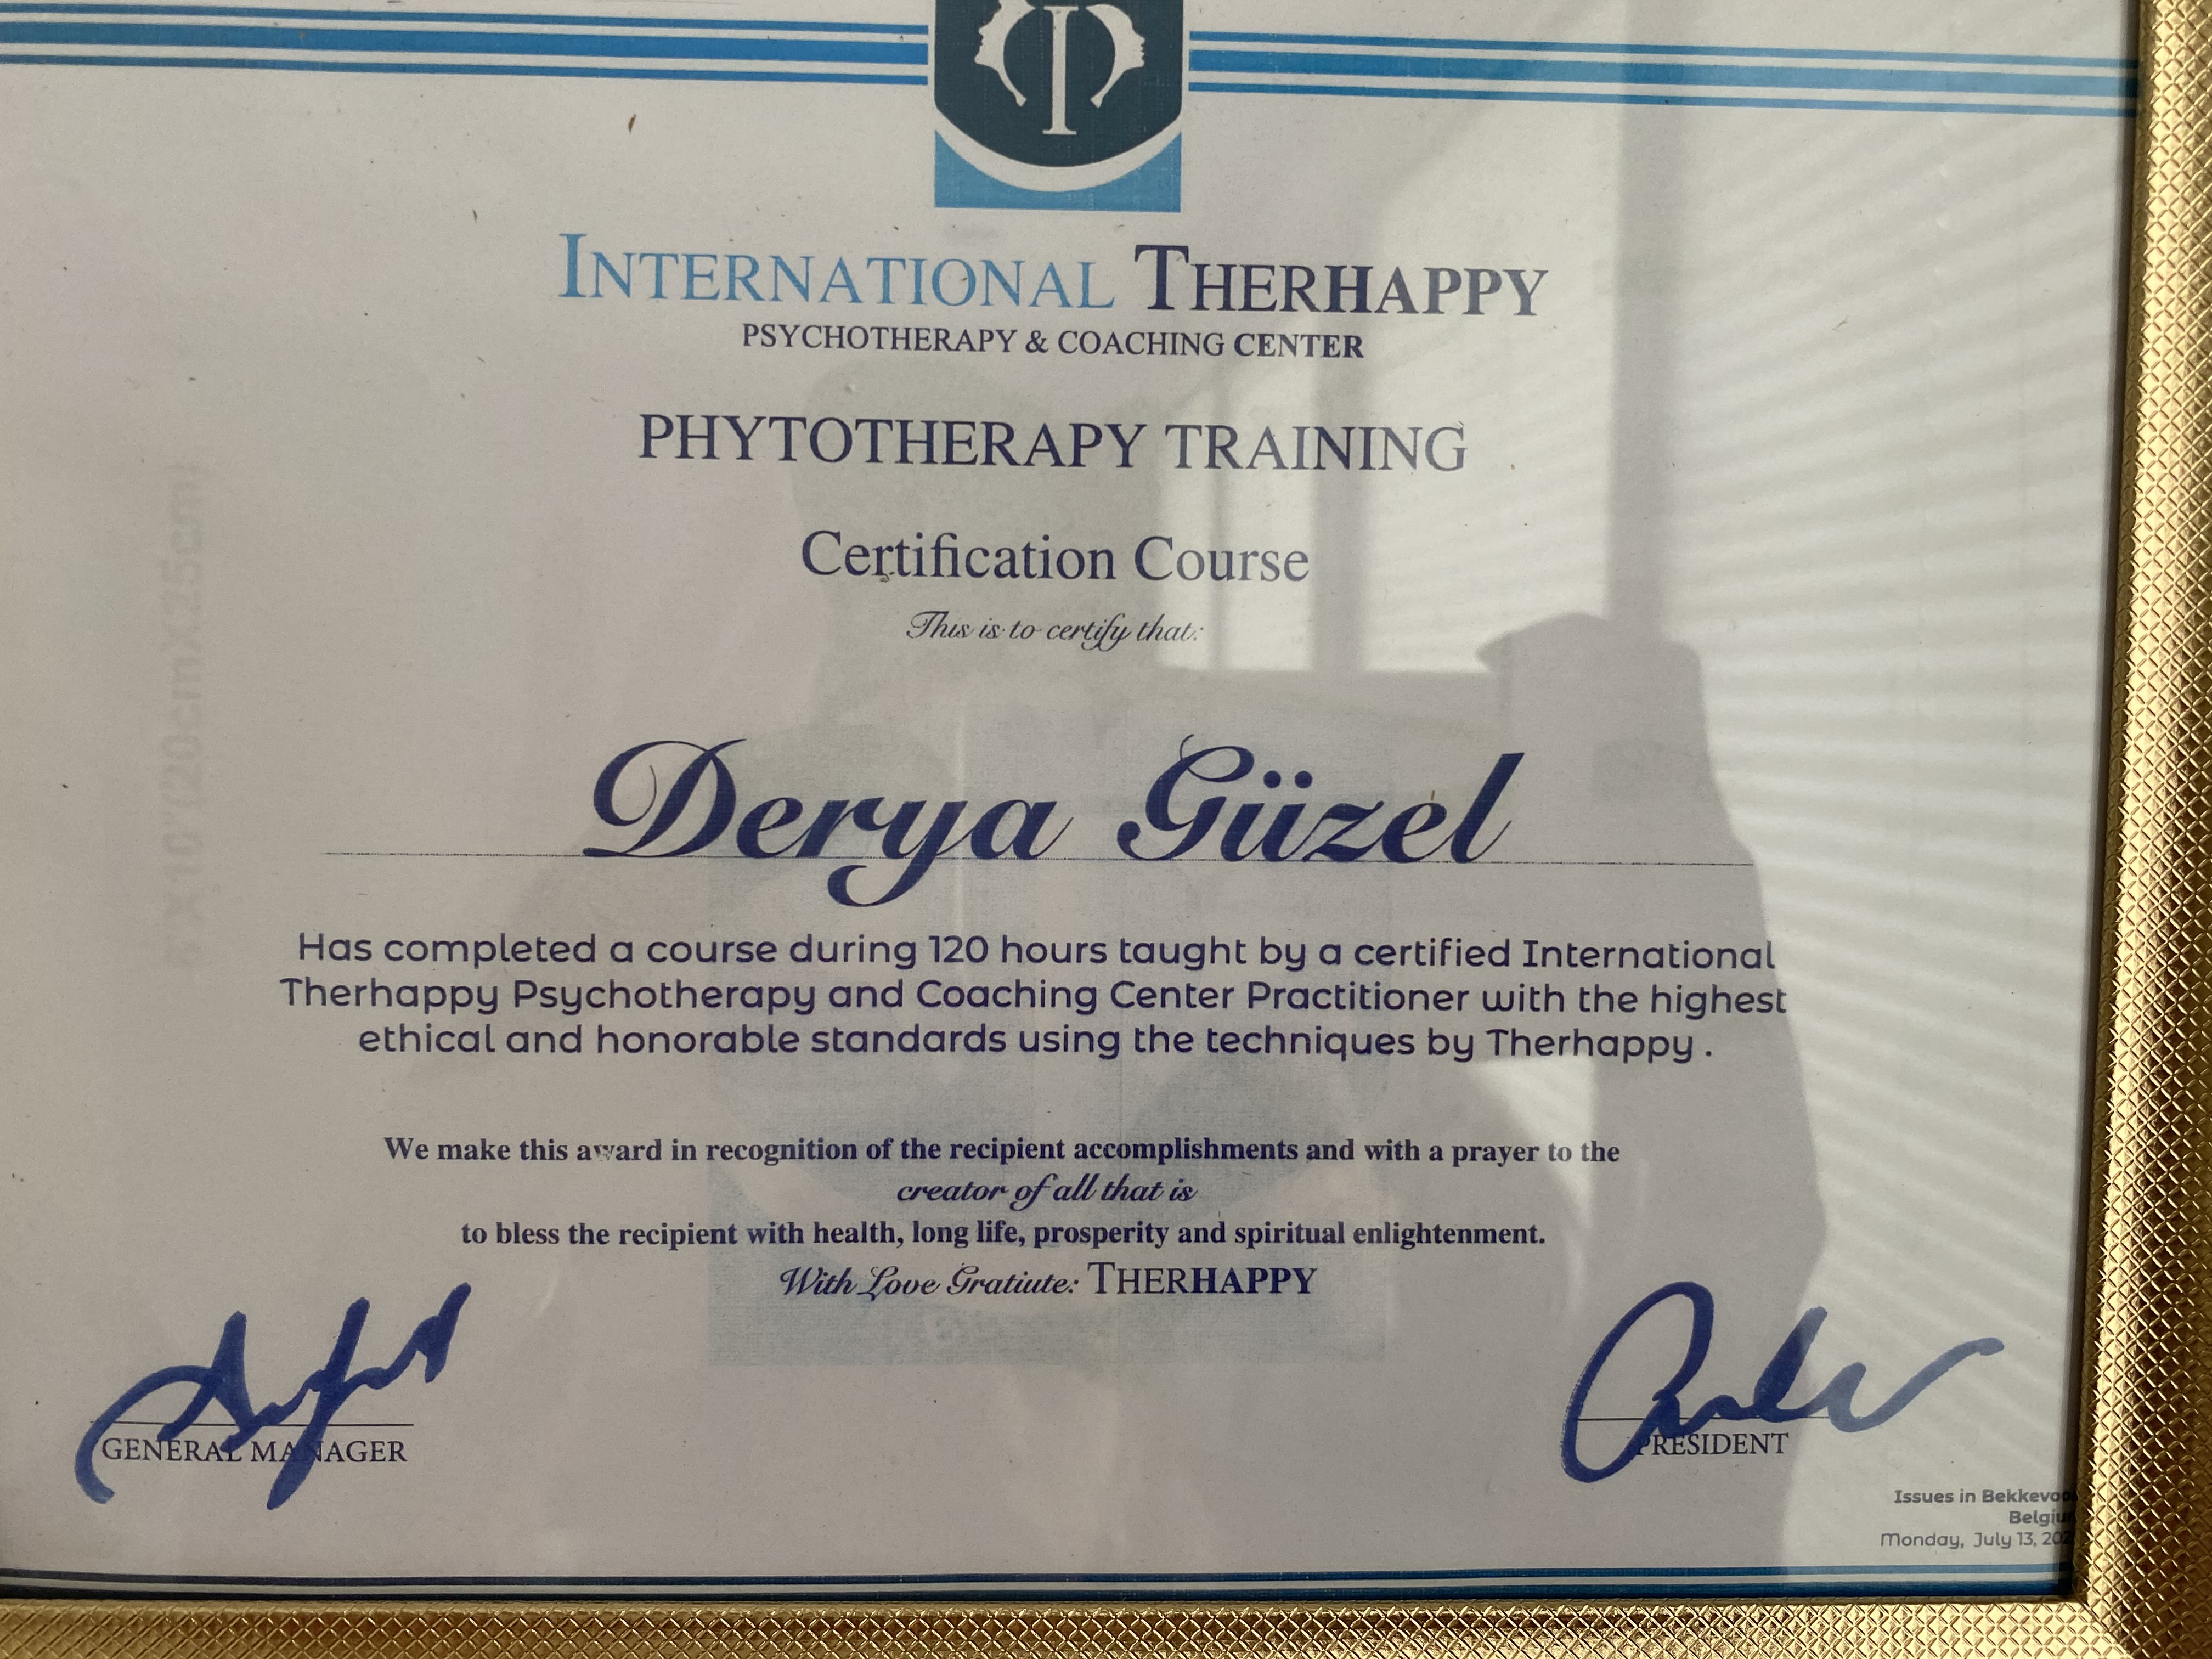 INTERNATIONAL THERHAPPY
PSYCHOTHERAPY & COACHING CENTER
PHYTOTHERAPY TRAINING
Certification Course
This is to certify that:
Derya Güzel
Has completed a course during 120 hours taught by a certified International
Therhappy Psychotherapy and Coaching Center Practitioner with the highest
ethical and honorable standards using the techniques by Therhappy .
We make this award in recognition of the recipient accomplishments and with a prayer to the
creator of all that is
to bless the recipient with health, long life, prosperity and spiritual enlightenment.
With Love Gratiute: THERHAPPY
GENERAL MANAGER
PRESIDENT
Issues in
Monday, July 13,